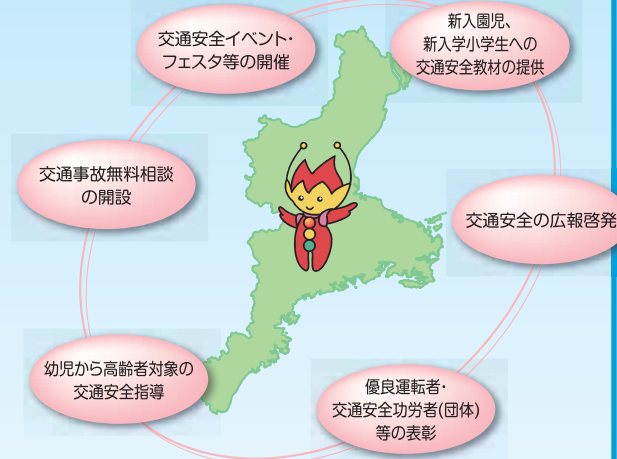 交通安全イベント・
フェスタ等の開催
新入園児、
新入学小学生への
交通安全教材の提供
交通事故無料相談
の開設
交通安全の広報啓発
幼児から高齢者対象の
交通安全指導
優良運転者・
交通安全功労者(団体)
等の表彰